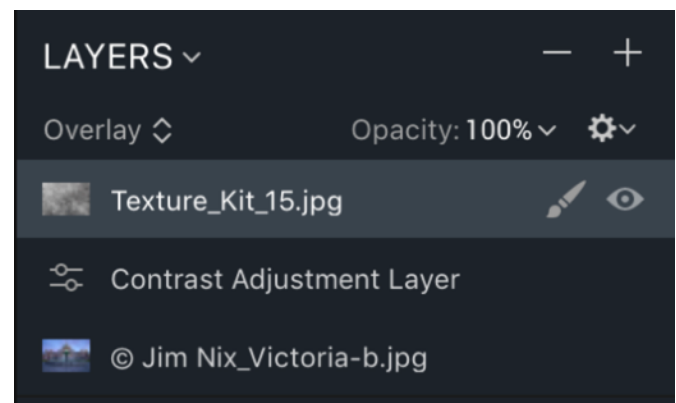 LAYERS
Overlay Opacity: 100%
Texture_Kit_15.jpg
Contrast Adjustment Layer
© Jim Nix_Victoria-b.jpg